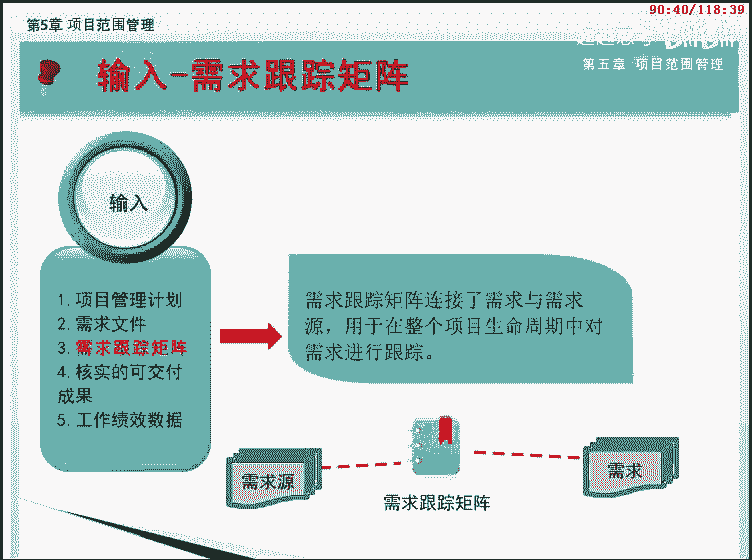 90:40/118:39
第5章 项目范围管理
第五章 项目范围管理
输入-需求跟踪矩阵
输入
1. 项目管理计划
2. 需求文件
3. 需求跟踪矩阵
4. 核实的可交付
成果
5. 工作绩效数据
需求跟踪矩阵连接了需求与需求
源，用于在整个项目生命周期中对
需求进行跟踪。
需求源
需求跟踪矩阵
需求